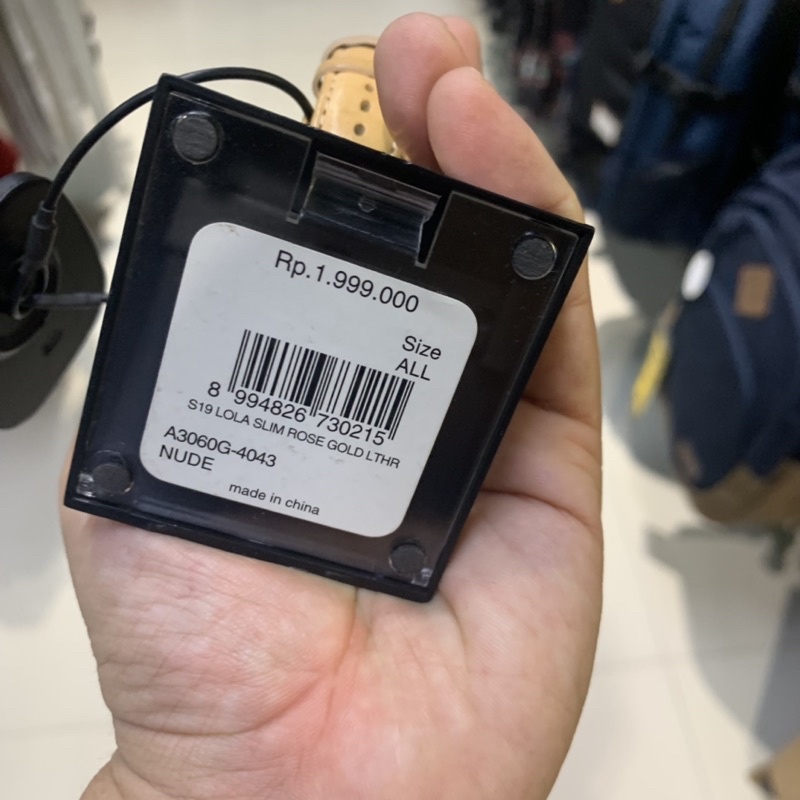 Rp.1.999.000
Size
ALL
8 994826 730215
S19 LOLA SLIM ROSE GOLD LTHR
A3060G-4043
NUDE
made in china